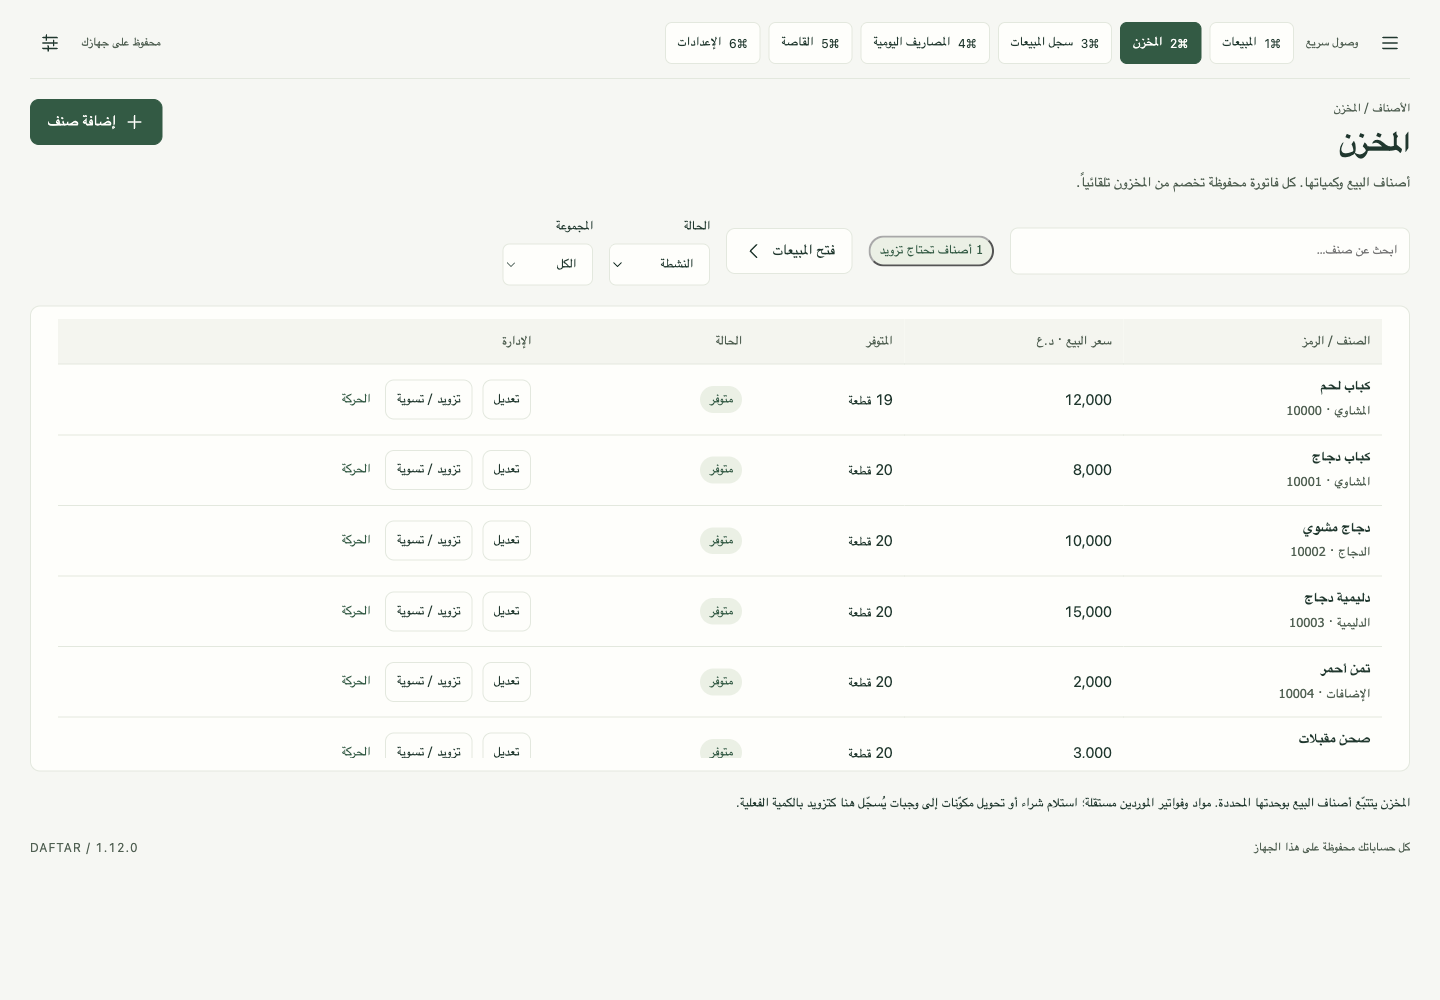 وصول سريع
⌘1 المبيعات
⌘2 المخزن
⌘3 سجل المبيعات
⌘4 المصاريف اليومية
⌘5 القاصة
⌘6 الإعدادات
محفوظ على جهازك
الأصناف / المخزن
المخزن
أصناف البيع وكمياتها. كل فاتورة محفوظة تخصم من المخزون تلقائياً.
إضافة صنف
ابحث عن صنف...
1 أصناف تحتاج تزويد
فتح المبيعات
الحالة
النشطة
المجموعة
الكل
الصنف / الرمز سعر البيع · د.ع المتوفر الحالة الإدارة
كباب لحم
المشاوي · 10000
12,000 19 قطعة متوفر تعديل تزويد / تسوية الحركة
كباب دجاج
المشاوي · 10001
8,000 20 قطعة متوفر تعديل تزويد / تسوية الحركة
دجاج مشوي
الدجاج · 10002
10,000 20 قطعة متوفر تعديل تزويد / تسوية الحركة
دليمية دجاج
الدليمية · 10003
15,000 20 قطعة متوفر تعديل تزويد / تسوية الحركة
تمن أحمر
الإضافات · 10004
2,000 20 قطعة متوفر تعديل تزويد / تسوية الحركة
صحن مقبلات
3,000 20 قطعة متوفر تعديل تزويد / تسوية الحركة
المخزن يتتبّع أصناف البيع بوحدتها المحددة. مواد وفواتير الموردين مستقلة؛ استلام شراء أو تحويل مكوّنات إلى وجبات يُسجّل هنا كتزويد بالكمية الفعلية.
كل حساباتك محفوظة على هذا الجهاز
DAFTAR / 1.12.0